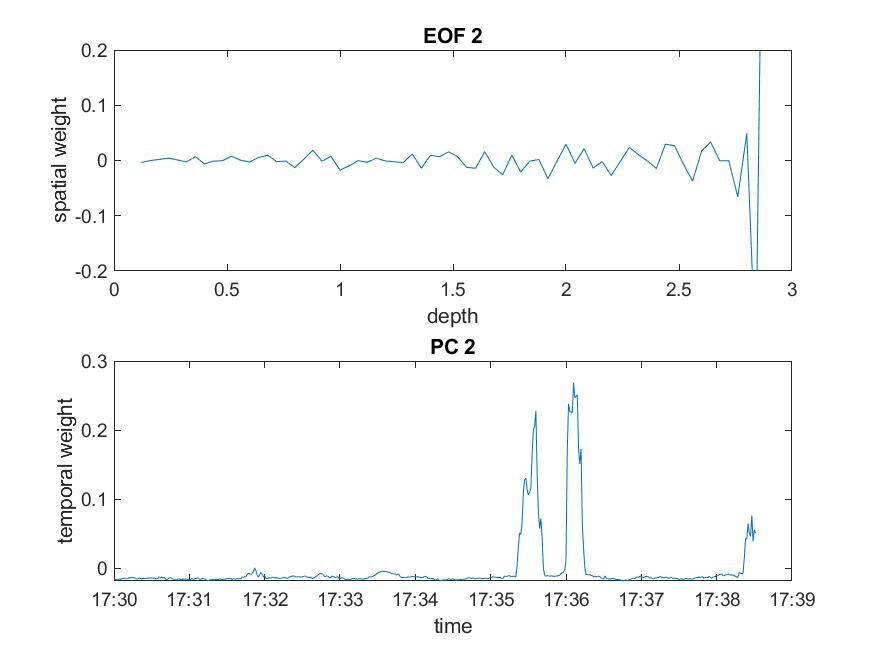 EOF 2
0.2
0.1
0
-0.1
-0.2
spatial weight
0 0.5 1 1.5 2 2.5 3
depth
PC 2
0.3
0.2
0.1
0
temporal weight
17:30 17:31 17:32 17:33 17:34 17:35 17:36 17:37 17:38 17:39
time